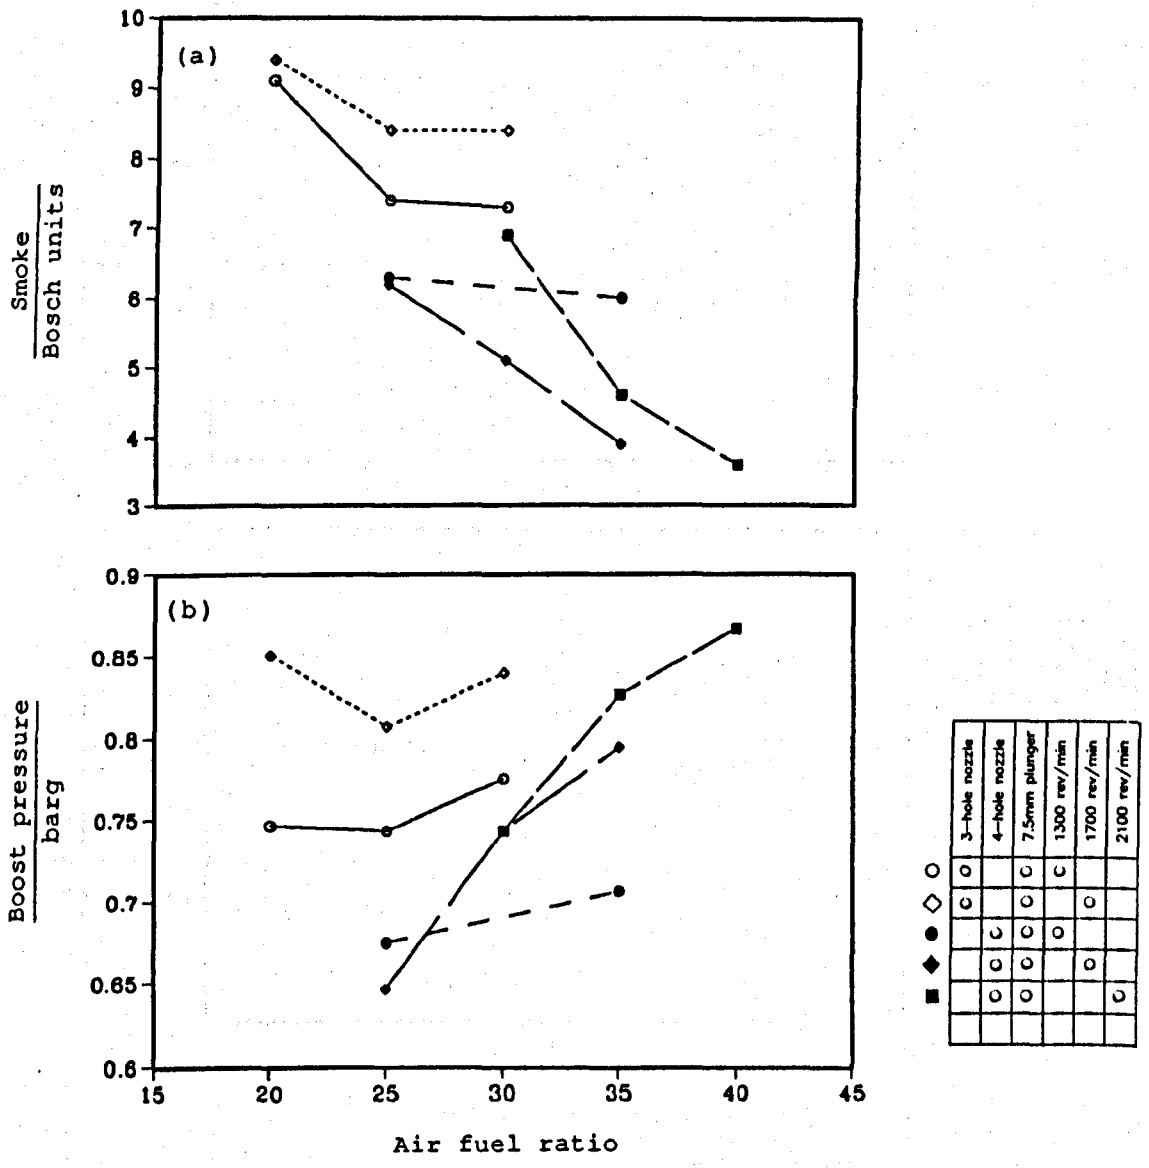 10
(a)
9
8
7
6
5
4
3
Smoke
Bosch units
0.9
(b)
0.85
0.8
0.75
0.7
0.65
0.6
Boost pressure
barg
15 20 25 30 35 40 45
Air fuel ratio
3-hole nozzle
4-hole nozzle
7.5mm plunger
1300 rev/min
1700 rev/min
2100 rev/min